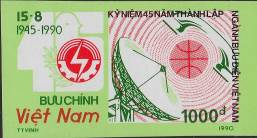 15-8
1945-1990
KỶ NIỆM 45 NĂM THÀNH LẬP
NGÀNH BƯU ĐIỆN VIỆT NAM
BƯU CHÍNH
Việt Nam
1000đ
TTVINH
1990